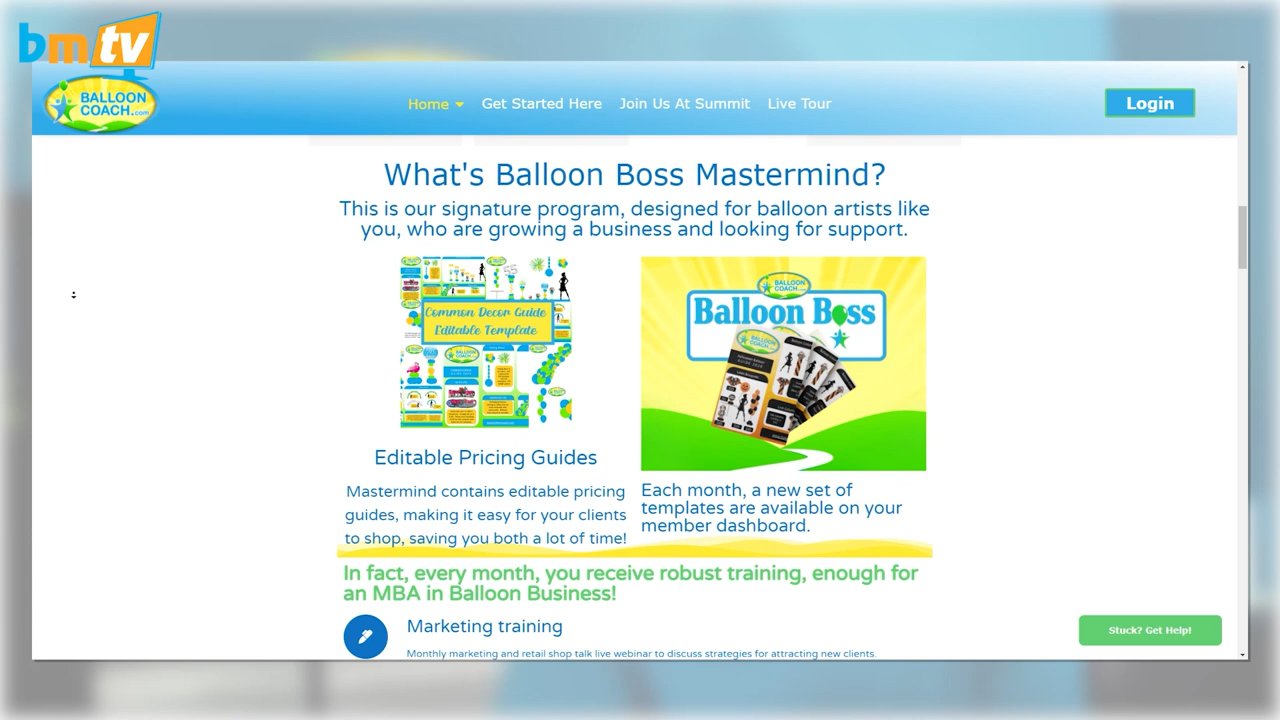 bmtv
BALLOON
COACH.com
Home
Get Started Here
Join Us At Summit
Live Tour
Login
What's Balloon Boss Mastermind?
This is our signature program, designed for balloon artists like
you, who are growing a business and looking for support.
Common Decor Guide
Editable Template
BALLOON
COACH.com
Balloon Boss
Editable Pricing Guides
Mastermind contains editable pricing
guides, making it easy for your clients
to shop, saving you both a lot of time!
Each month, a new set of
templates are available on your
member dashboard.
In fact, every month, you receive robust training, enough for
an MBA in Balloon Business!
Marketing training
Monthly marketing and retail shop talk live webinar to discuss strategies for attracting new clients.
Stuck? Get Help!